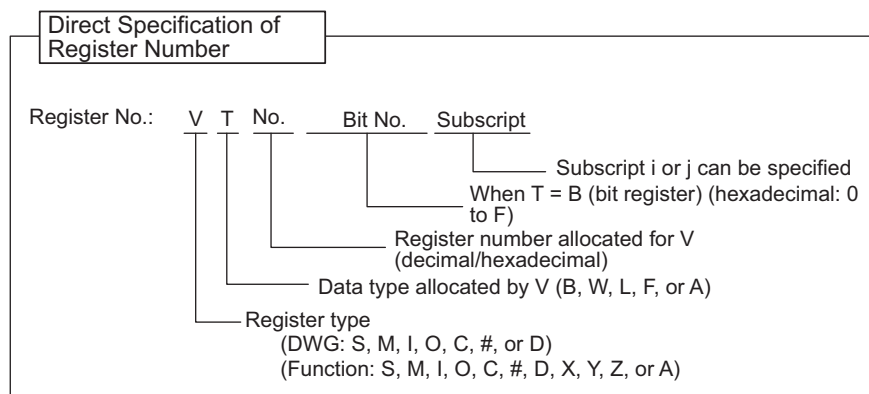 Direct Specification of
Register Number
Register No.: V T No. Bit No. Subscript
Subscript i or j can be specified
When T = B (bit register) (hexadecimal: 0
to F)
Register number allocated for V
(decimal/hexadecimal)
Data type allocated by V (B, W, L, F, or A)
Register type
(DWG: S, M, I, O, C, #, or D)
(Function: S, M, I, O, C, #, D, X, Y, Z, or A)